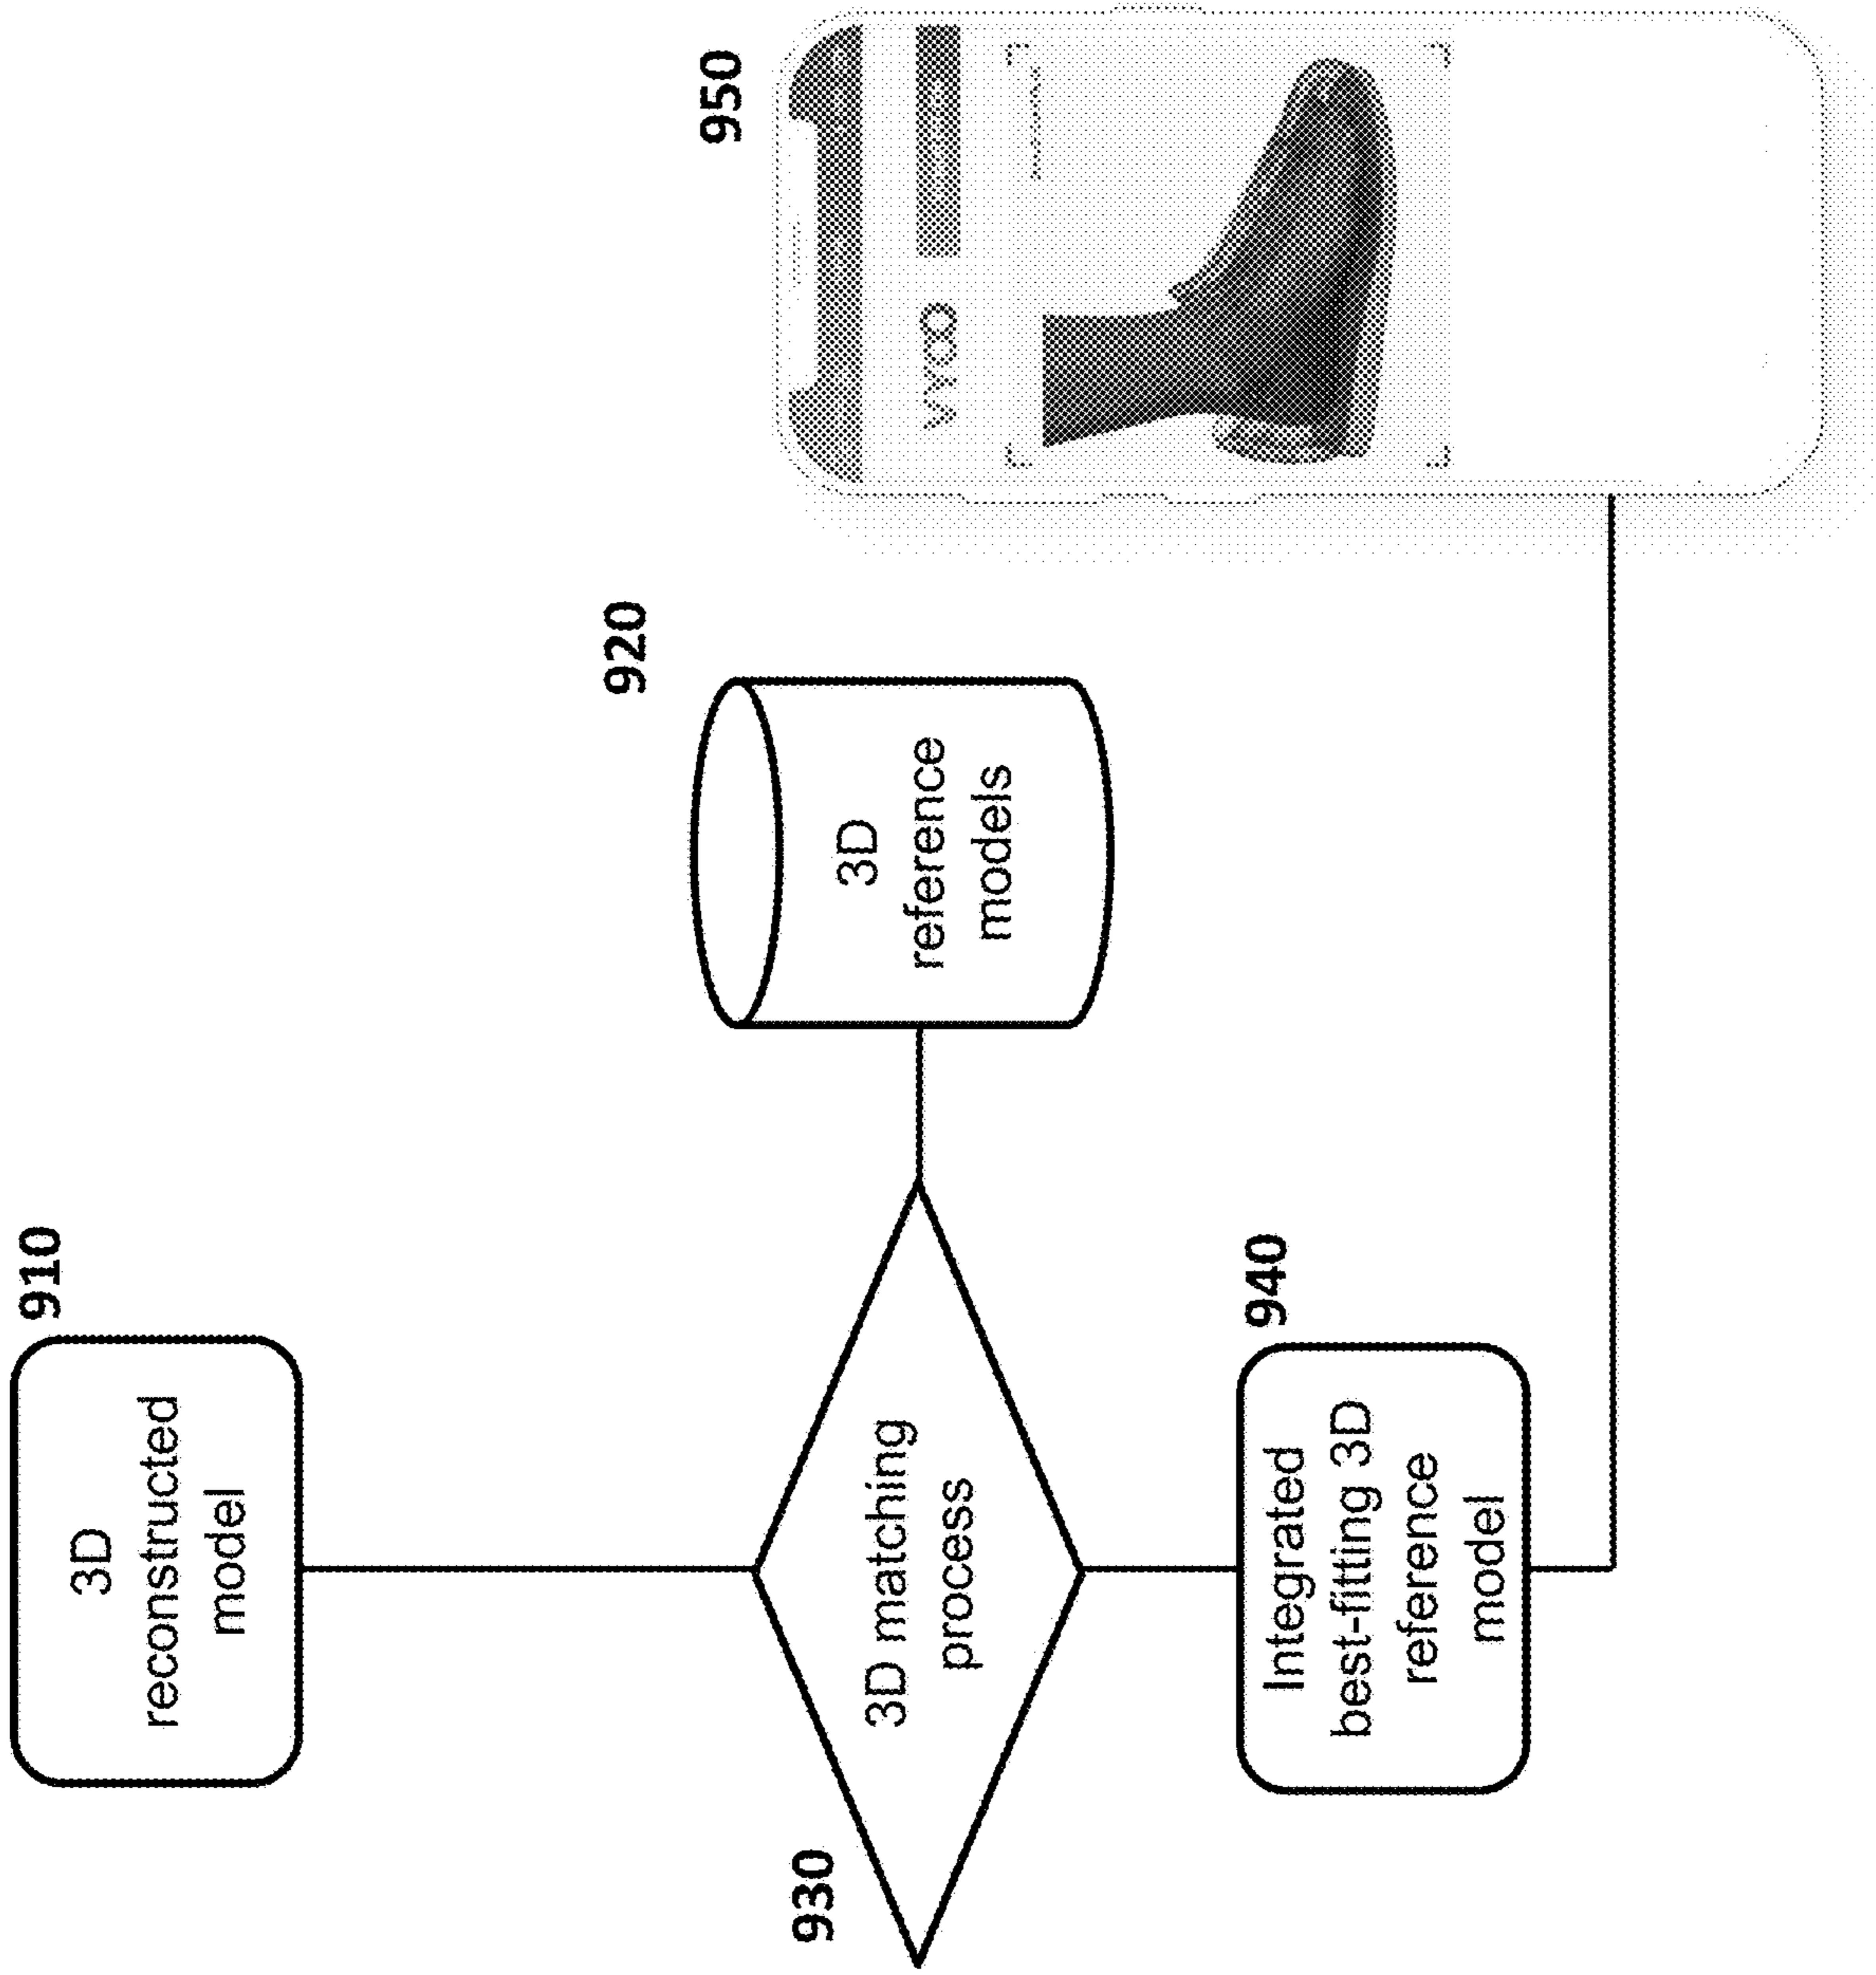 910
3D
reconstructed
model
930
3D matching
process
920
3D
reference
models
940
Integrated
best-fitting 3D
reference
model
950